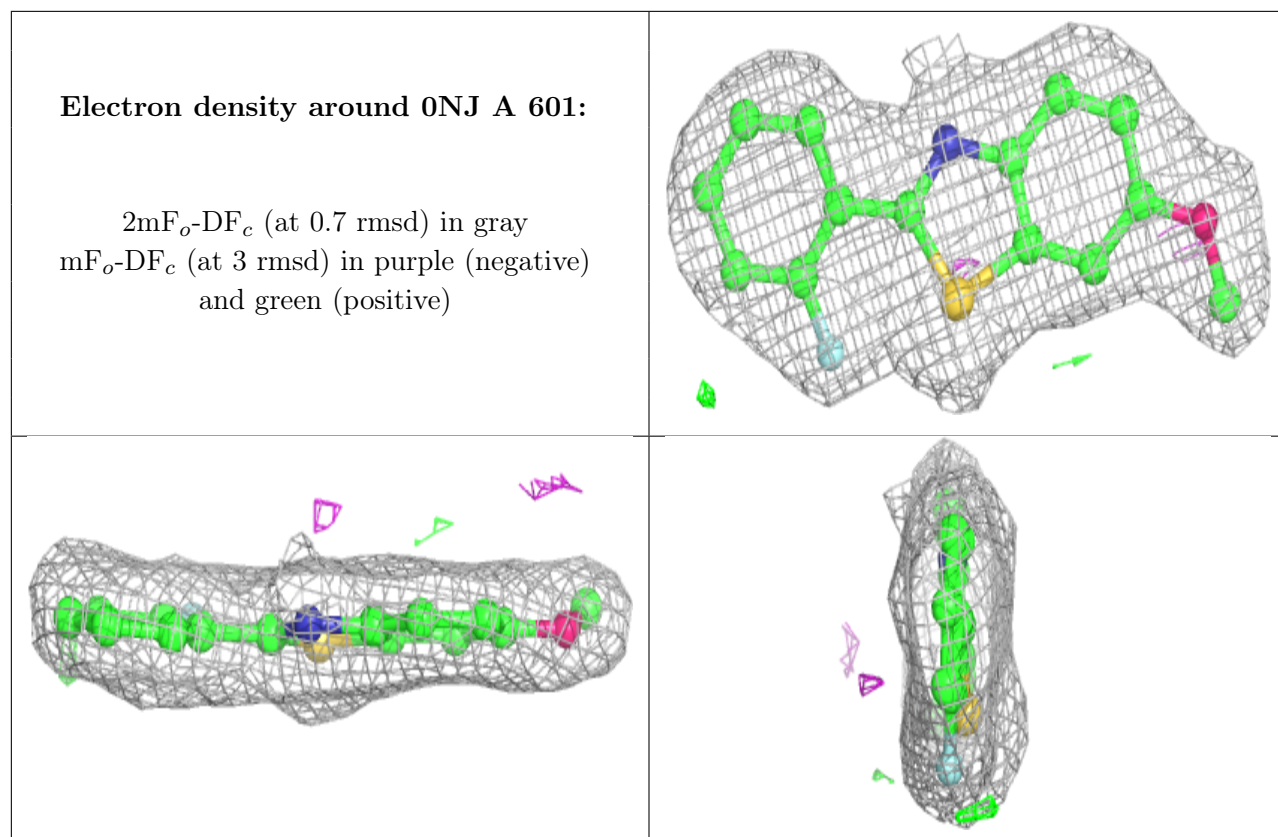 Electron density around 0NJ A 601:
2mFo-DFc (at 0.7 rmsd) in gray
mFo-DFc (at 3 rmsd) in purple (negative)
and green (positive)